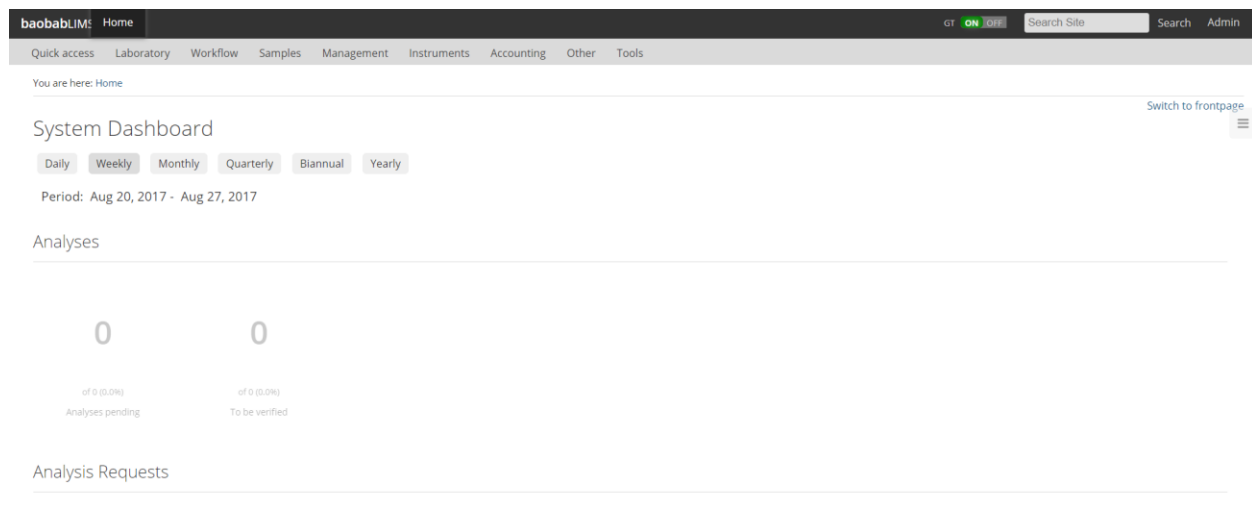 baobabLIMS Home GT ON OFF Search Site Search Admin
Quick access Laboratory Workflow Samples Management Instruments Accounting Other Tools
You are here: Home
Switch to frontpage
System Dashboard
Daily Weekly Monthly Quarterly Biannual Yearly
Period: Aug 20, 2017 - Aug 27, 2017
Analyses
0 0
of 0 (0.0%) of 0 (0.0%)
Analyses pending To be verified
Analysis Requests